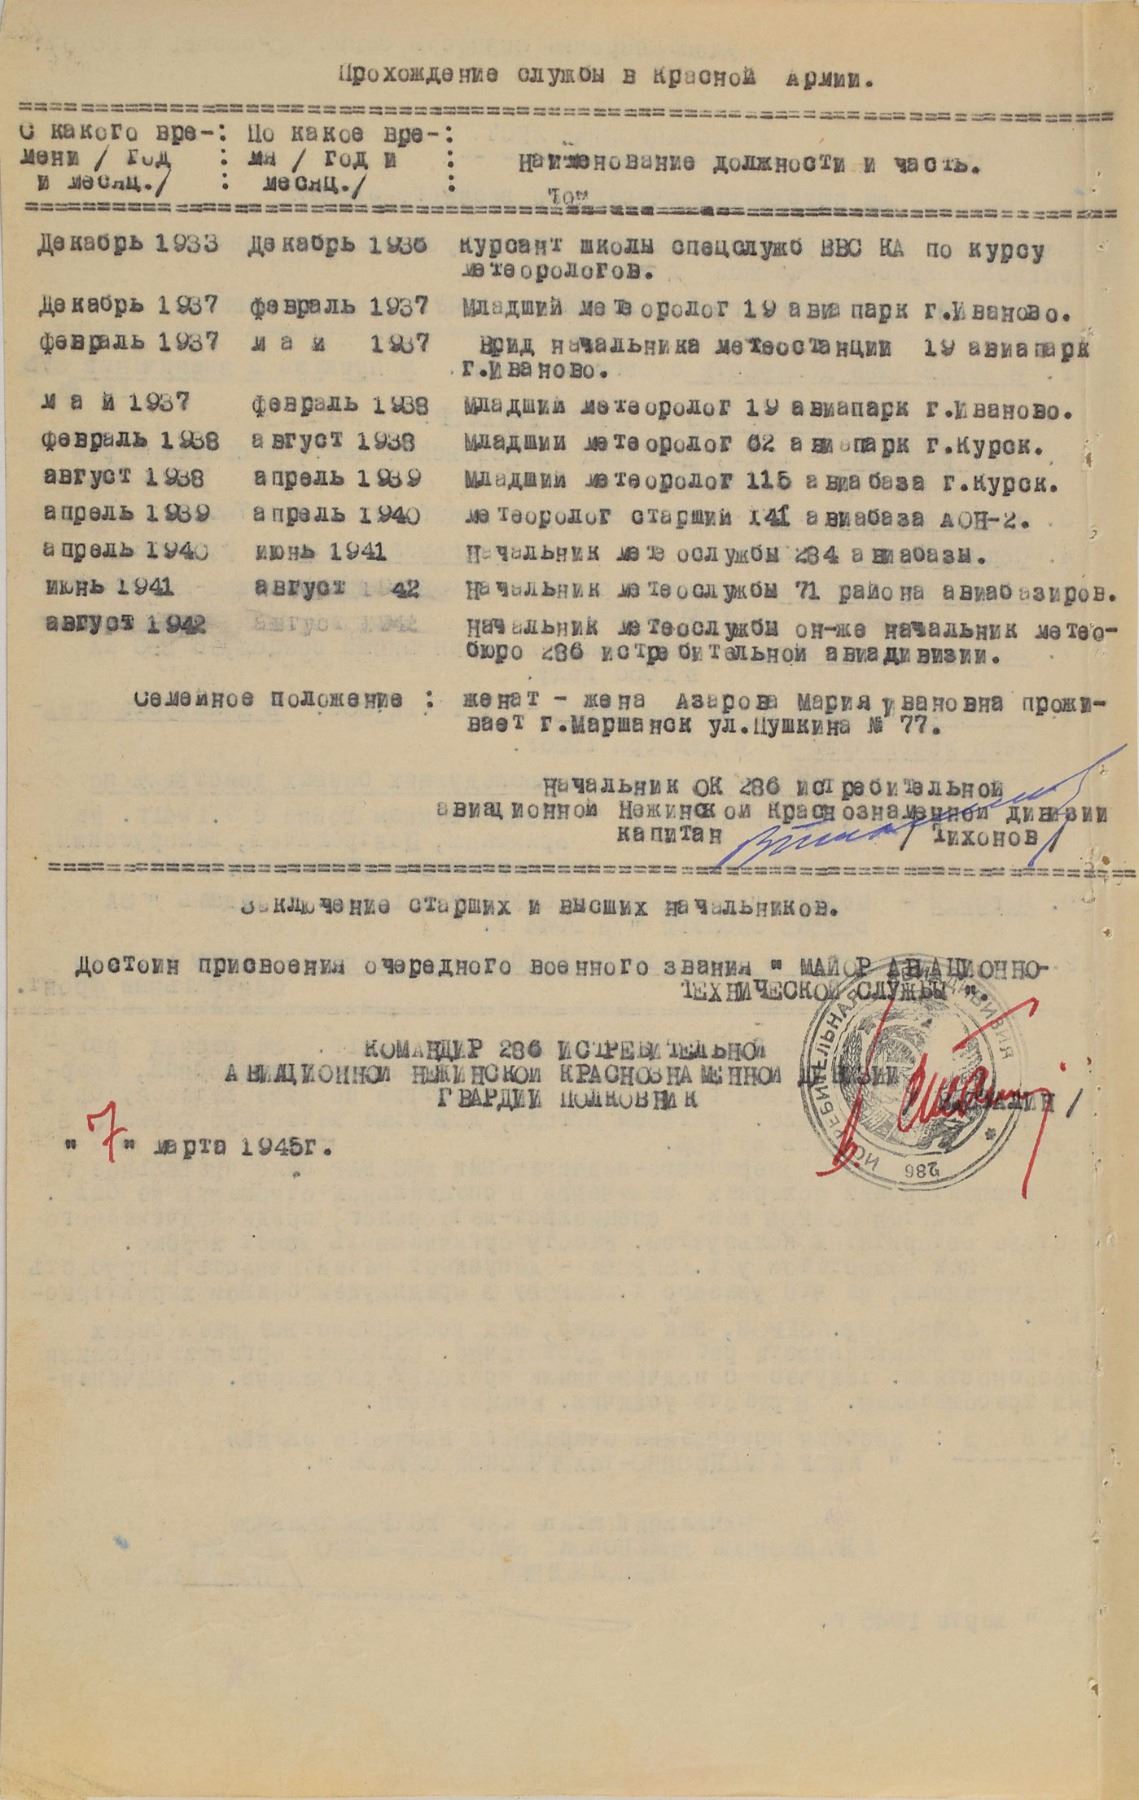 Прохождение службы в Красной Армии.
С какого вре-: По какое вре-:
мени / год : мя / год и : Наименование должности и часть.
и месяц./ : месяц./ :
Декабрь 1933 Декабрь 1936 Курсант школы спецслужб ВВС КА по курсу
метеорологов.
Декабрь 1937 февраль 1937 Младший метеоролог 19 авиапарк г.Иваново.
февраль 1937 м а й 1937 Врид начальника метеостанции 19 авиапарк
г.Иваново.
м а й 1937 февраль 1938 Младший метеоролог 19 авиапарк г.Иваново.
февраль 1938 август 1938 Младший метеоролог 62 авиапарк г.Курск.
август 1938 апрель 1939 Младший метеоролог 115 авиабаза г.Курск.
апрель 1939 апрель 1940 метеоролог старший 141 авиабаза АОН-2.
апрель 1940 июнь 1941 Начальник метеослужбы 234 авиабазы.
июнь 1941 август 1942 Начальник метеослужбы 71 района авиабазиров.
август 1942 Начальник метеослужбы он-же начальник метео-
бюро 286 истребительной авиадивизии.
Семейное положение : женат - жена Азарова Мария ивановна прожи-
вает г.Маршанск ул.Пушкина № 77.
Начальник ОК 286 истребительной
авиационной Нежинской Краснознаменной дивизии
капитан / Тихонов /
Заключение старших и высших начальников.
Достоин присвоения очередного военного звания " МАЙОР АВИАЦИОННО-
ТЕХНИЧЕСКОЙ СЛУЖБЫ ".
КОМАНДИР 286 ИСТРЕБИТЕЛЬНОЙ
АВИАЦИОННОЙ НЕЖИНСКОЙ КРАСНОЗНАМЕННОЙ ДИВИЗИИ
ГВАРДИИ ПОЛКОВНИК
" 7 " марта 1945г.
286 ИСТРЕБИТЕЛЬНАЯ АВИАДИВИЗИЯ